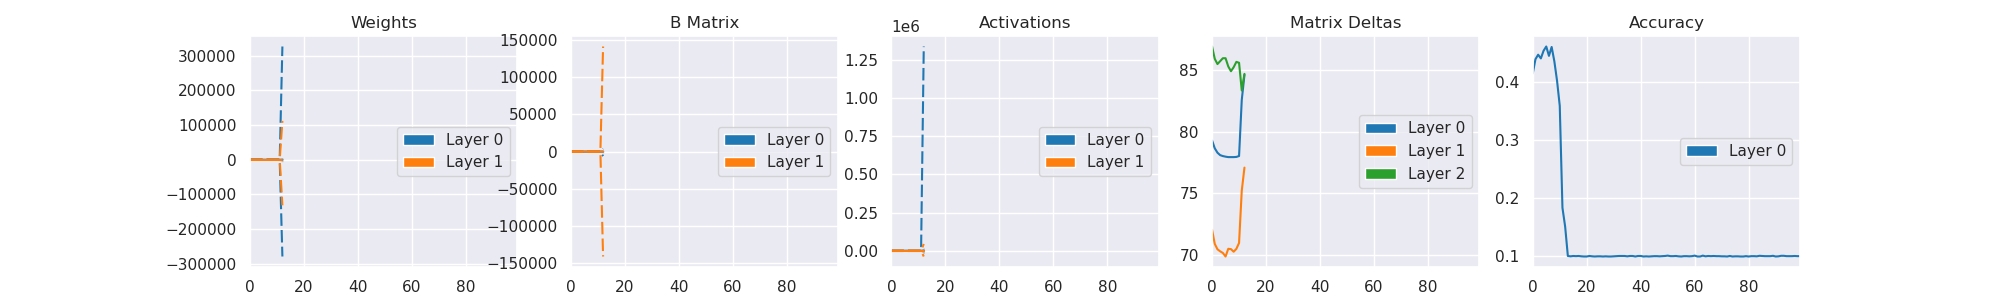 Weights
300000
200000
100000
0
−100000
−200000
−300000
0 20 40 60 80
Layer 0
Layer 1
B Matrix
150000
100000
50000
0
−50000
−100000
−150000
0 20 40 60 80
Layer 0
Layer 1
Activations
1e6
1.25
1.00
0.75
0.50
0.25
0.00
0 20 40 60 80
Layer 0
Layer 1
Matrix Deltas
85
80
75
70
0 20 40 60 80
Layer 0
Layer 1
Layer 2
Accuracy
0.4
0.3
0.2
0.1
0 20 40 60 80
Layer 0